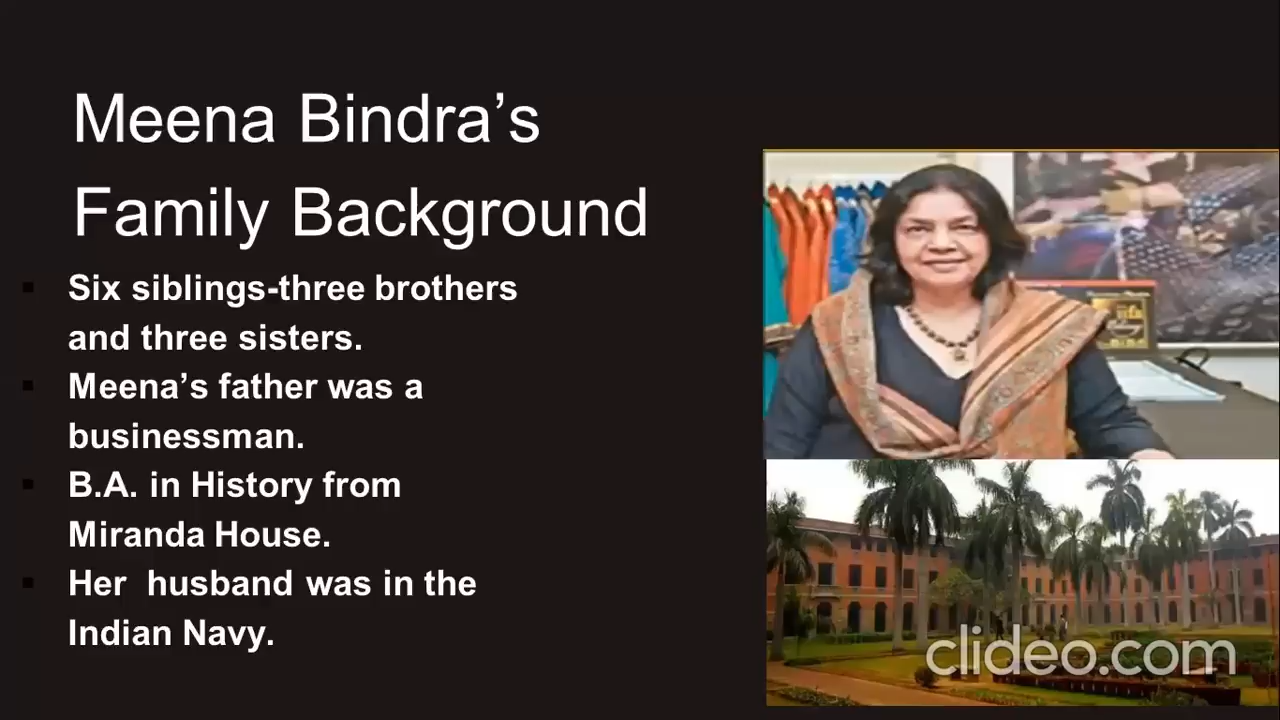 Meena Bindra’s
Family Background
Six siblings-three brothers
and three sisters.
Meena’s father was a
businessman.
B.A. in History from
Miranda House.
Her  husband was in the
Indian Navy.
clideo.com